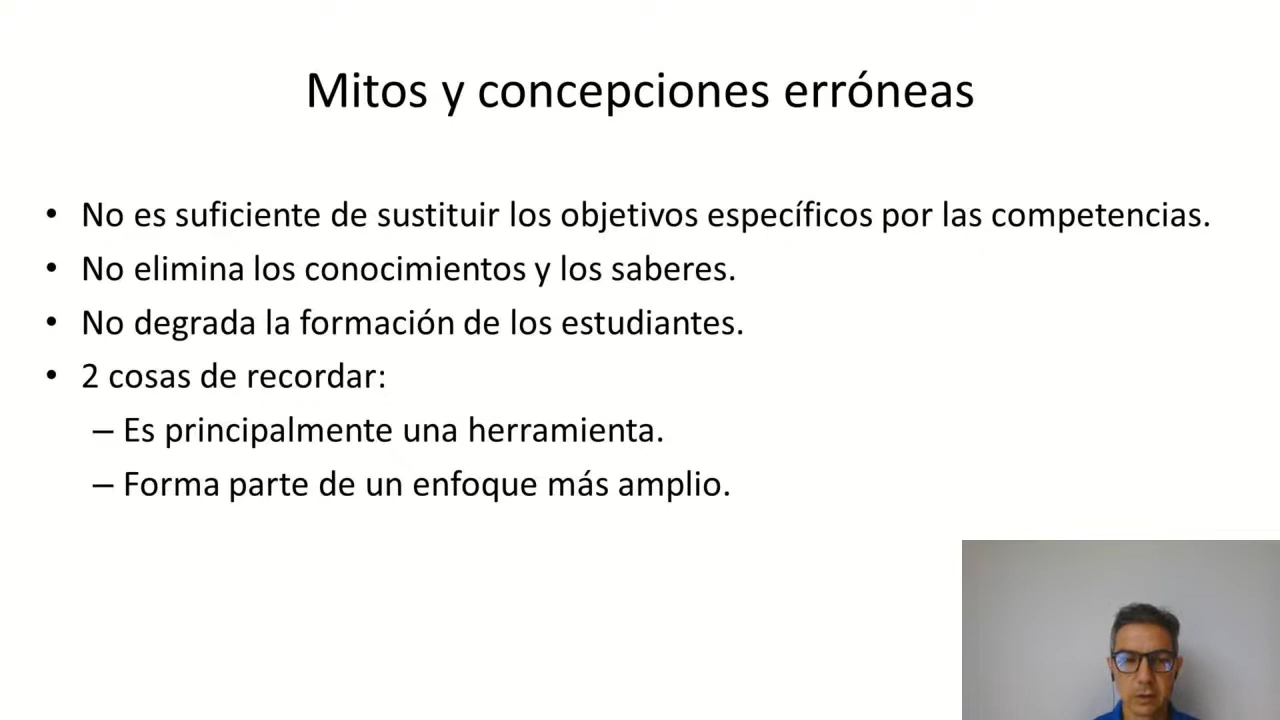 Mitos y concepciones erróneas
• No es suficiente de sustituir los objetivos específicos por las competencias.
• No elimina los conocimientos y los saberes.
• No degrada la formación de los estudiantes.
• 2 cosas de recordar:
– Es principalmente una herramienta.
– Forma parte de un enfoque más amplio.